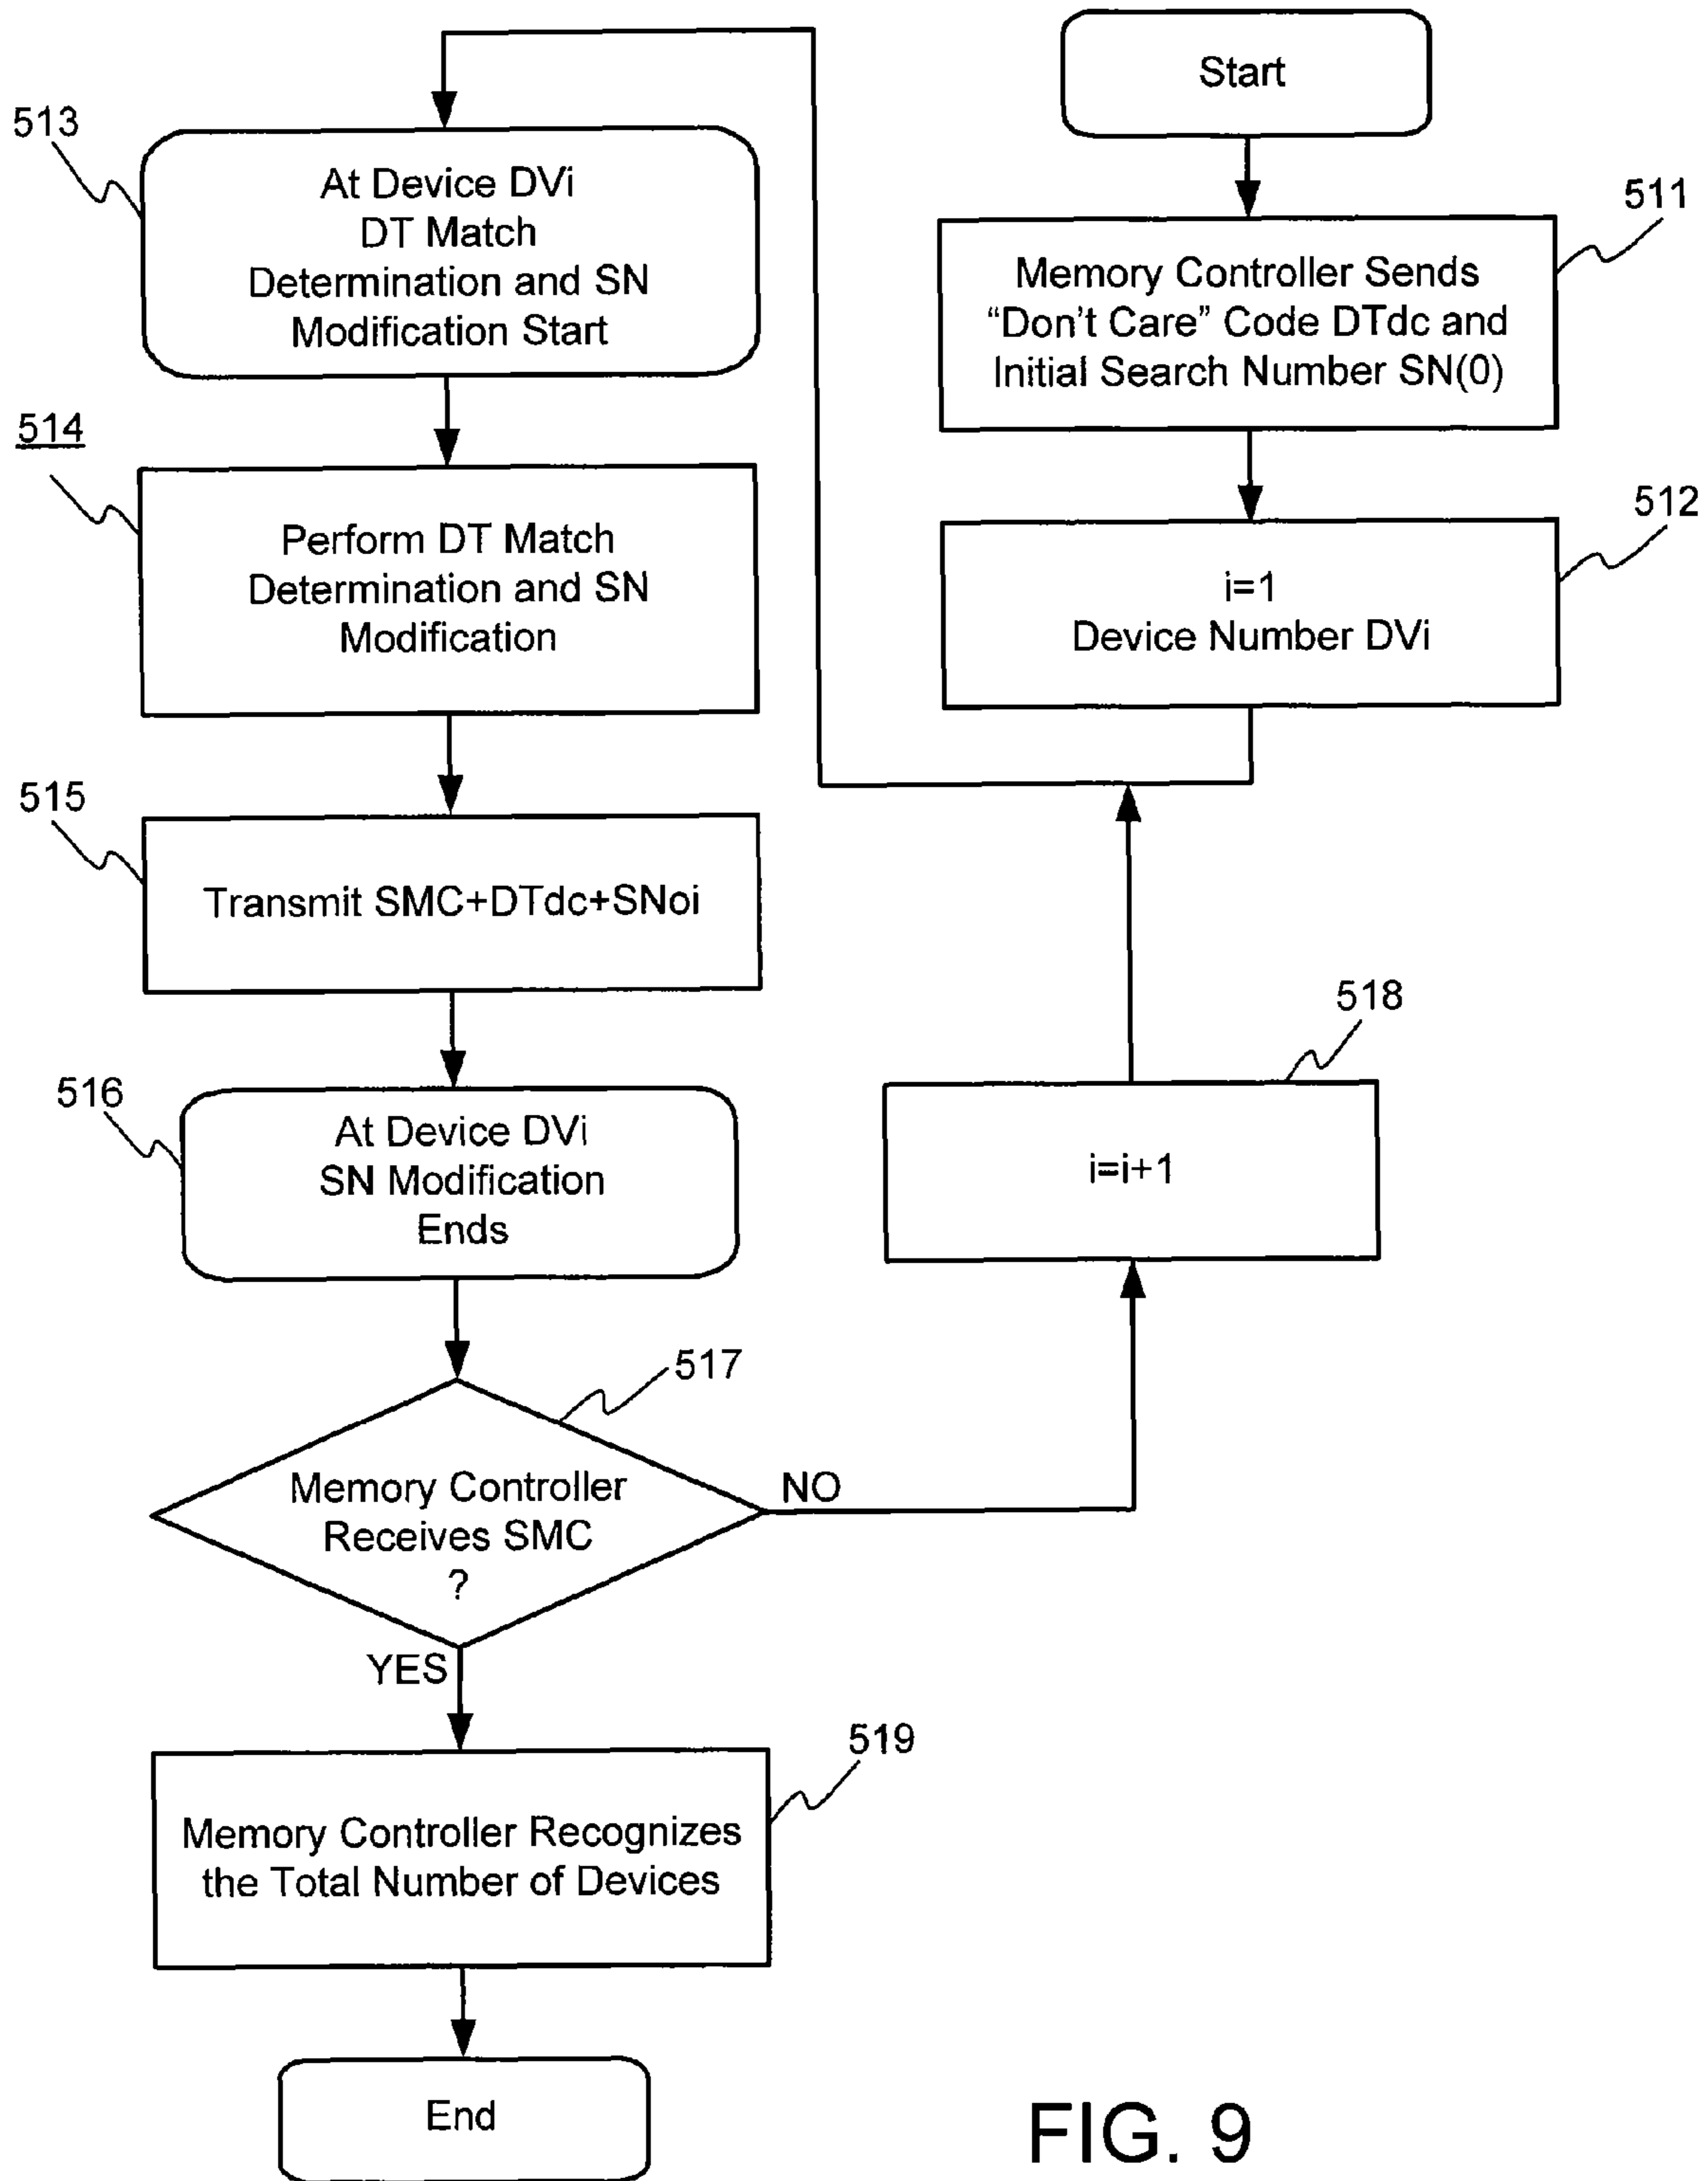 Start
511
Memory Controller Sends
“Don't Care” Code DTdc and
Initial Search Number SN(0)
512
i=1
Device Number DVi
513
At Device DVi
DT Match
Determination and SN
Modification Start
514
Perform DT Match
Determination and SN
Modification
515
Transmit SMC+DTdc+SNoi
516
At Device DVi
SN Modification
Ends
517
Memory Controller
Receives SMC
?
NO
518
i=i+1
YES
519
Memory Controller Recognizes
the Total Number of Devices
End
FIG. 9